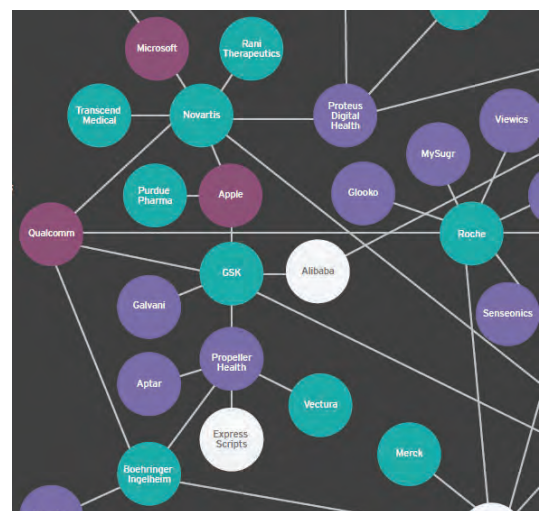 Microsoft
Rani
Therapeutics
Transcend
Medical
Novartis
Proteus
Digital
Health
Viewics
MySugr
Purdue
Pharma
Apple
Glooko
Qualcomm
Roche
GSK
Alibaba
Galvani
Senseonics
Propeller
Health
Aptar
Vectura
Express
Scripts
Merck
Boehringer
Ingelheim